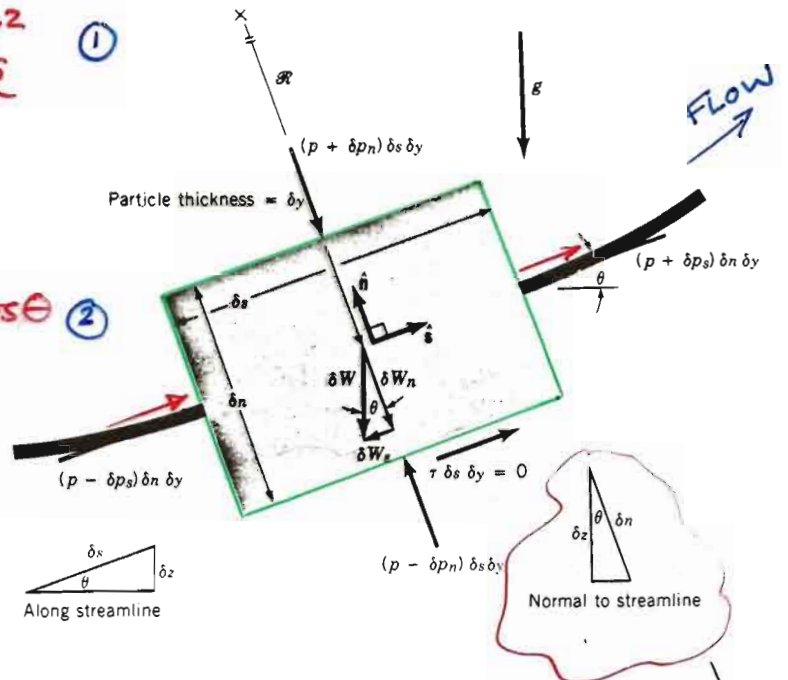 2
①
ℛ
g
FLOW
(p + δpₙ) δs δy
Particle thickness = δy
(p + δpₛ) δn δy
θ
δs
n̂
ŝ
sθ ②
δW δWₙ
θ
δn
δWₛ
τ δs δy = 0
(p − δpₛ) δn δy
(p − δpₙ) δs δy
δs
θ
δz
Along streamline
δz θ δn
Normal to streamline